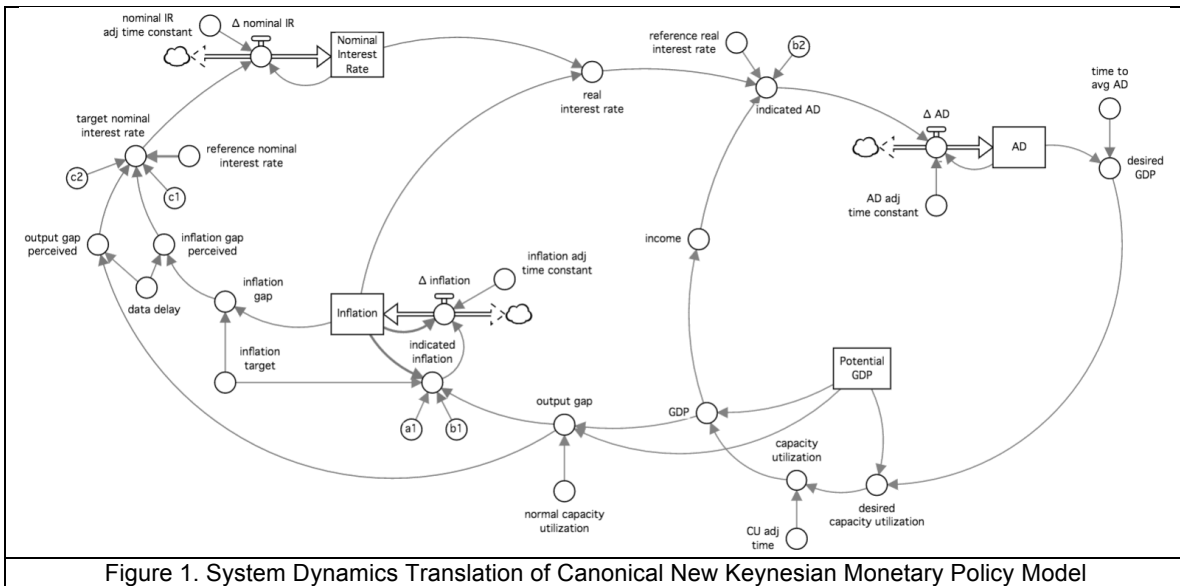 nominal IR
adj time constant
Δ nominal IR
Nominal
Interest
Rate
reference real
interest rate
b2
real
interest rate
indicated AD
time to
avg AD
Δ AD
AD
desired
GDP
AD adj
time constant
target nominal
interest rate
reference nominal
interest rate
c2
c1
output gap
perceived
inflation gap
perceived
data delay
inflation
gap
inflation
target
Inflation
Δ inflation
inflation adj
time constant
indicated
inflation
a1
b1
income
Potential
GDP
output gap
GDP
capacity
utilization
normal capacity
utilization
CU adj
time
desired
capacity utilization
Figure 1. System Dynamics Translation of Canonical New Keynesian Monetary Policy Model